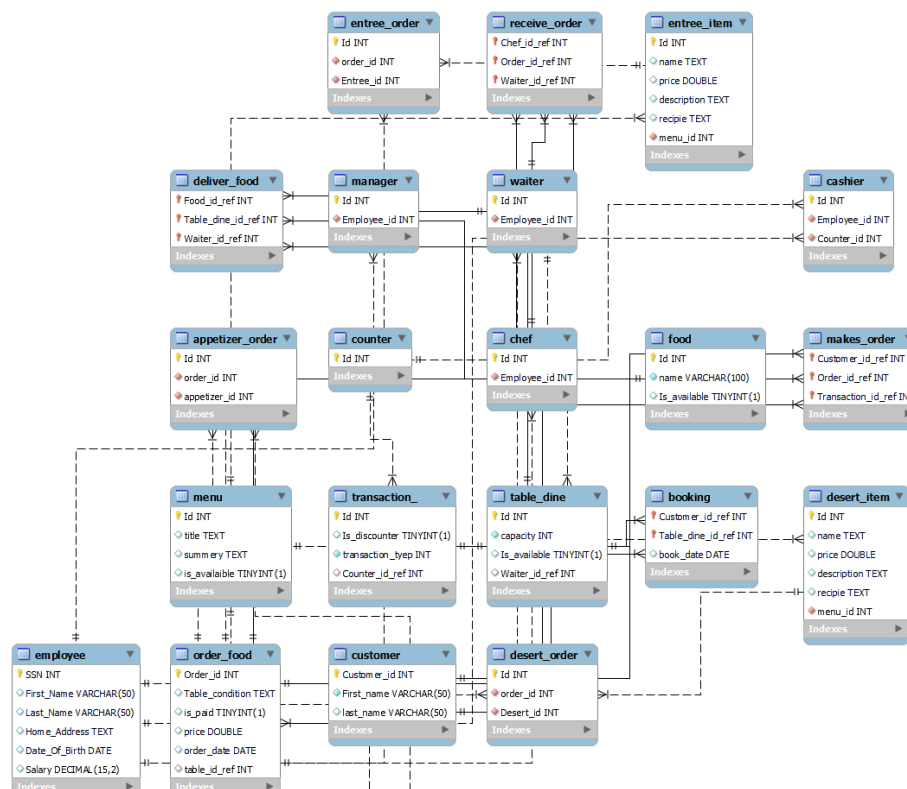 entree_order
Id INT
order_id INT
Entree_id INT
Indexes
receive_order
Chef_id_ref INT
Order_id_ref INT
Waiter_id_ref INT
Indexes
entree_item
Id INT
name TEXT
price DOUBLE
description TEXT
recipie TEXT
menu_id INT
Indexes
deliver_food
Food_id_ref INT
Table_dine_id_ref INT
Waiter_id_ref INT
Indexes
manager
Id INT
Employee_id INT
Indexes
waiter
Id INT
Employee_id INT
Indexes
cashier
Id INT
Employee_id INT
Counter_id INT
Indexes
appetizer_order
Id INT
order_id INT
appetizer_id INT
Indexes
counter
Id INT
Indexes
chef
Id INT
Employee_id INT
Indexes
food
Id INT
name VARCHAR(100)
Is_available TINYINT(1)
Indexes
makes_order
Customer_id_ref INT
Order_id_ref INT
Transaction_id_ref
Indexes
menu
Id INT
title TEXT
summery TEXT
is_availaible TINYINT(1)
Indexes
transaction_
Id INT
Is_discounter TINYINT(1)
transaction_tyep INT
Counter_id_ref INT
Indexes
table_dine
Id INT
capacity INT
Is_available TINYINT(1)
Waiter_id_ref INT
Indexes
booking
Customer_id_ref INT
Table_dine_id_ref INT
book_date DATE
Indexes
desert_item
Id INT
name TEXT
price DOUBLE
description TEXT
recipie TEXT
menu_id INT
Indexes
employee
SSN INT
First_Name VARCHAR(50)
Last_Name VARCHAR(50)
Home_Address TEXT
Date_Of_Birth DATE
Salary DECIMAL(15,2)
Indexes
order_food
Order_id INT
Table_condition TEXT
is_paid TINYINT(1)
price DOUBLE
order_date DATE
table_id_ref INT
Indexes
customer
Customer_id INT
First_name VARCHAR(50)
last_name VARCHAR(50)
Indexes
desert_order
Id INT
order_id INT
Desert_id INT
Indexes